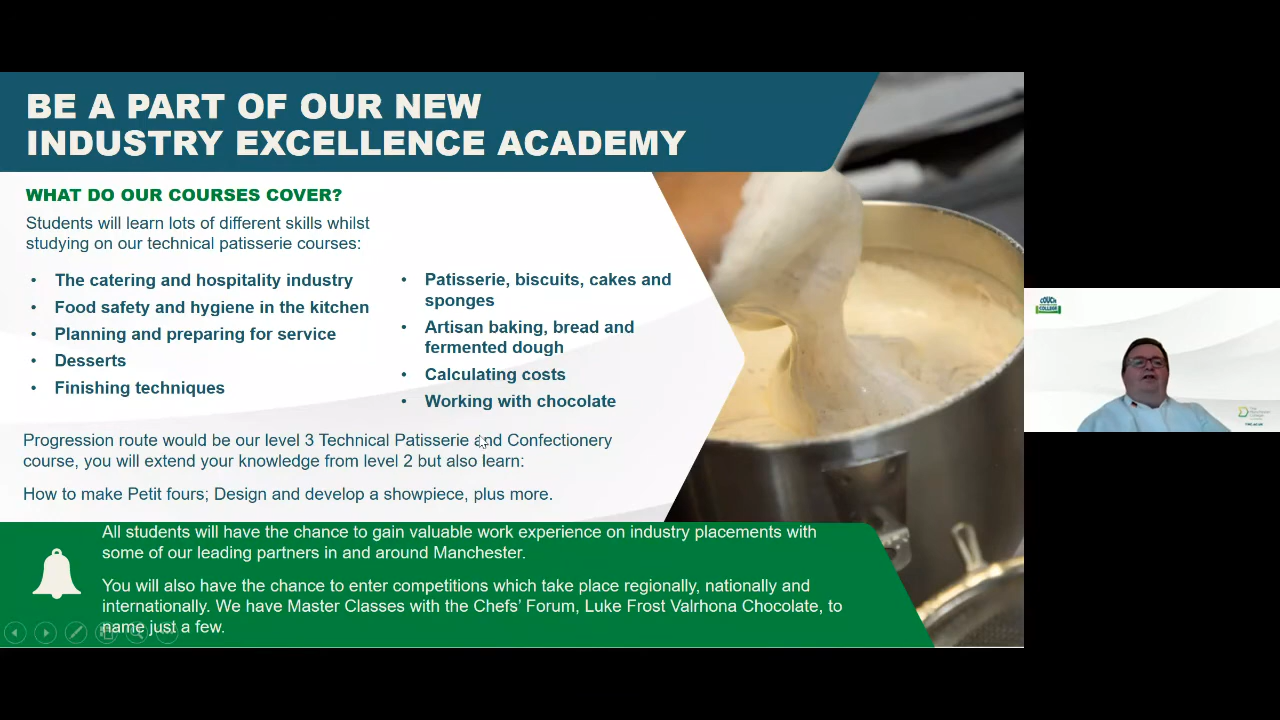 BE A PART OF OUR NEW
INDUSTRY EXCELLENCE ACADEMY
WHAT DO OUR COURSES COVER?
Students will learn lots of different skills whilst
studying on our technical patisserie courses:
• The catering and hospitality industry
• Food safety and hygiene in the kitchen
• Planning and preparing for service
• Desserts
• Finishing techniques
• Patisserie, biscuits, cakes and
sponges
• Artisan baking, bread and
fermented dough
• Calculating costs
• Working with chocolate
Progression route would be our level 3 Technical Patisserie and Confectionery
course, you will extend your knowledge from level 2 but also learn:
How to make Petit fours; Design and develop a showpiece, plus more.
All students will have the chance to gain valuable work experience on industry placements with
some of our leading partners in and around Manchester.
You will also have the chance to enter competitions which take place regionally, nationally and
internationally. We have Master Classes with the Chefs' Forum, Luke Frost Valrhona Chocolate, to
name just a few.
COUCH
COLLEGE